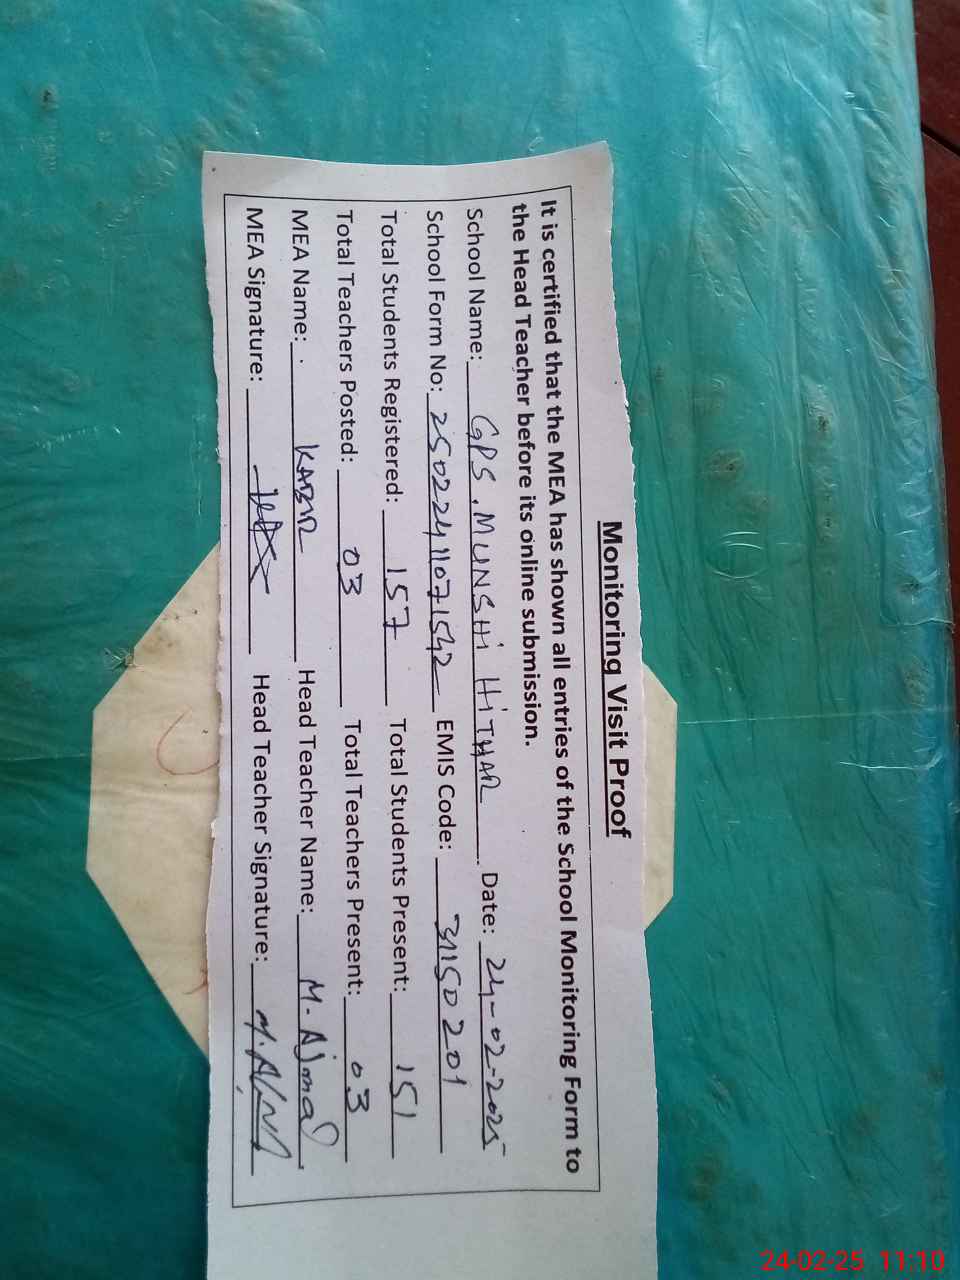 Monitoring Visit Proof
It is certified that the MEA has shown all entries of the School Monitoring Form to
the Head Teacher before its online submission.
School Name: GPS. MUNSHI HITHAR Date: 24-02-2025
School Form No: 25022411071542 EMIS Code: 31150201
Total Students Registered: 157 Total Students Present: 151
Total Teachers Posted: 03 Total Teachers Present: 03
MEA Name: KABIR Head Teacher Name: M. Ajmal
MEA Signature: Head Teacher Signature:
24-02-25 11:10